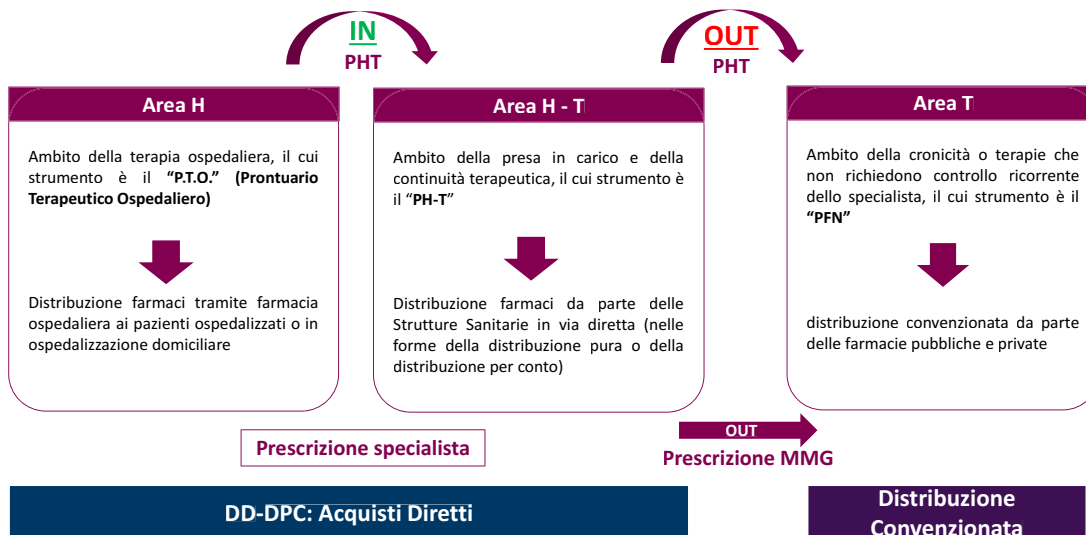 IN
PHT
OUT
PHT
Area H
Ambito della terapia ospedaliera, il cui
strumento è il “P.T.O.” (Prontuario
Terapeutico Ospedaliero)
Distribuzione farmaci tramite farmacia
ospedaliera ai pazienti ospedalizzati o in
ospedalizzazione domiciliare
Area H - T
Ambito della presa in carico e della
continuità terapeutica, il cui strumento è
il “PH-T”
Distribuzione farmaci da parte delle
Strutture Sanitarie in via diretta (nelle
forme della distribuzione pura o della
distribuzione per conto)
Area T
Ambito della cronicità o terapie che
non richiedono controllo ricorrente
dello specialista, il cui strumento è il
“PFN”
distribuzione convenzionata da parte
delle farmacie pubbliche e private
Prescrizione specialista
OUT
Prescrizione MMG
DD-DPC: Acquisti Diretti
Distribuzione
Convenzionata